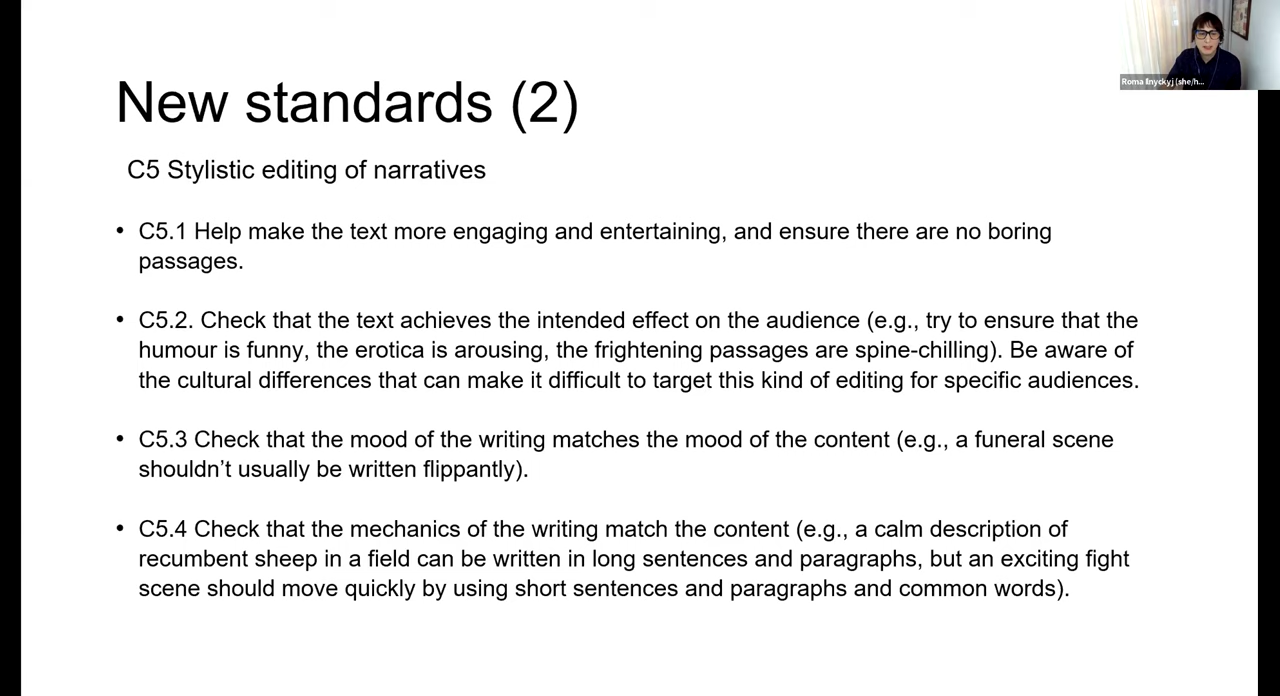 New standards (2)
C5 Stylistic editing of narratives
• C5.1 Help make the text more engaging and entertaining, and ensure there are no boring
passages.
• C5.2. Check that the text achieves the intended effect on the audience (e.g., try to ensure that the
humour is funny, the erotica is arousing, the frightening passages are spine-chilling). Be aware of
the cultural differences that can make it difficult to target this kind of editing for specific audiences.
• C5.3 Check that the mood of the writing matches the mood of the content (e.g., a funeral scene
shouldn’t usually be written flippantly).
• C5.4 Check that the mechanics of the writing match the content (e.g., a calm description of
recumbent sheep in a field can be written in long sentences and paragraphs, but an exciting fight
scene should move quickly by using short sentences and paragraphs and common words).
Roma Ilnyckyj (she/h...